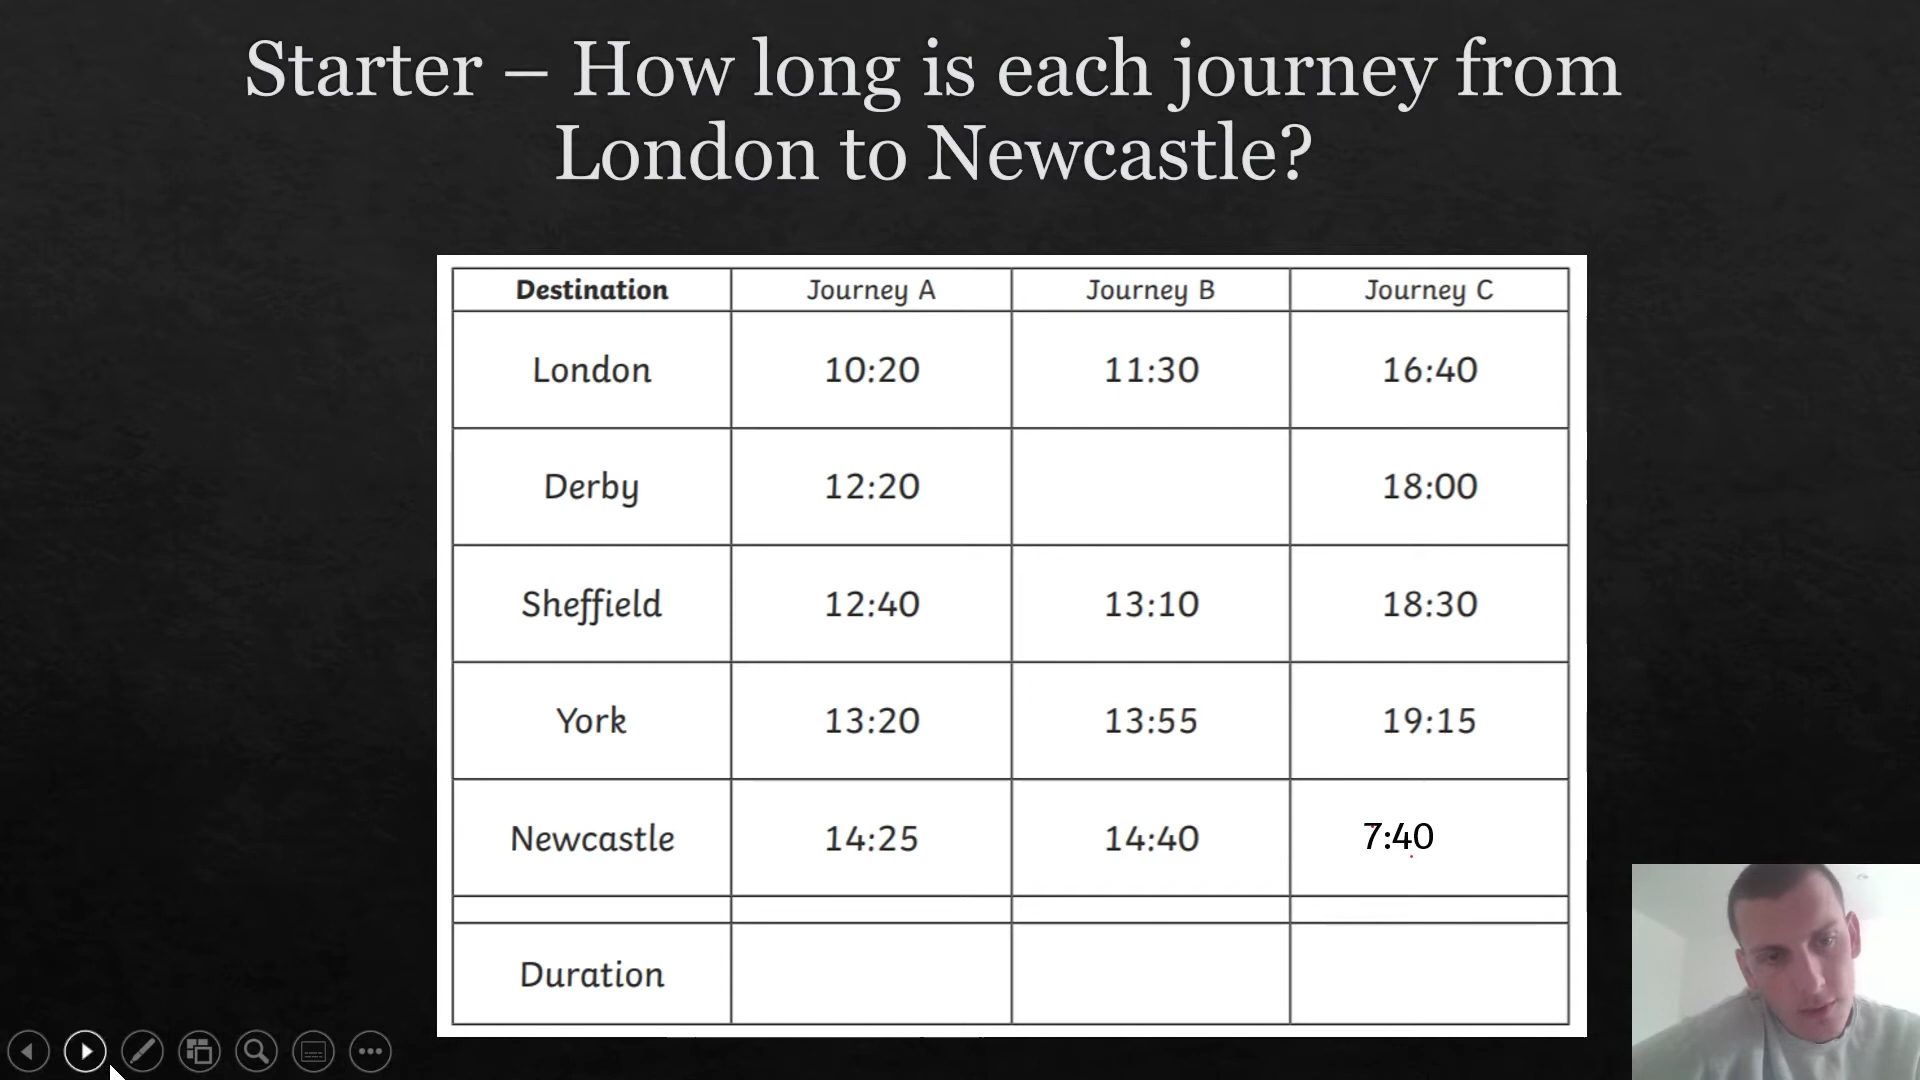 Starter – How long is each journey from
London to Newcastle?
Destination Journey A Journey B Journey C
London 10:20 11:30 16:40
Derby 12:20 18:00
Sheffield 12:40 13:10 18:30
York 13:20 13:55 19:15
Newcastle 14:25 14:40 7:40
Duration